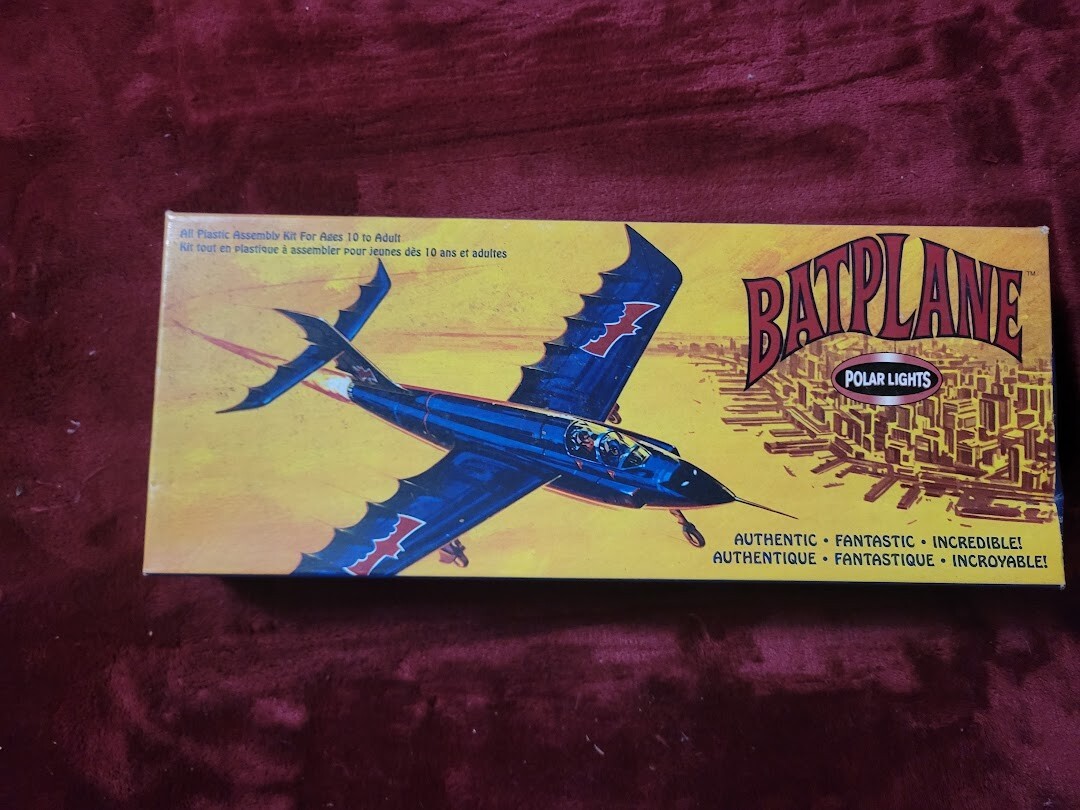 All Plastic Assembly Kit For Ages 10 to Adult
Kit tout en plastique à assembler pour jeunes dès 10 ans et adultes
BATPLANE™
POLAR LIGHTS
AUTHENTIC • FANTASTIC • INCREDIBLE!
AUTHENTIQUE • FANTASTIQUE • INCROYABLE!